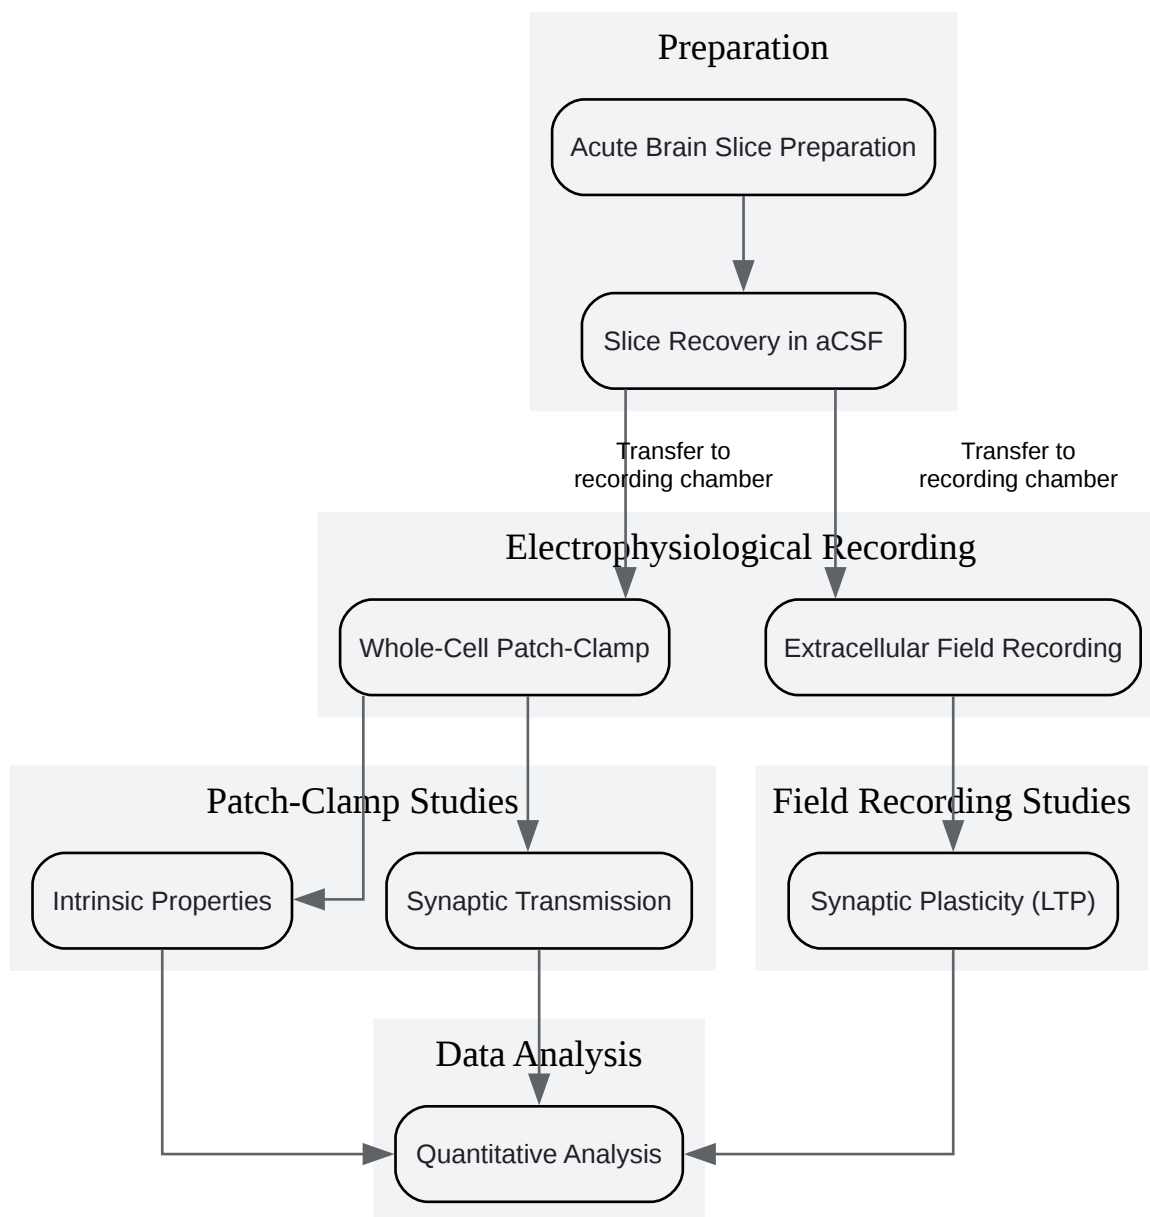 Preparation
Acute Brain Slice Preparation
Slice Recovery in aCSF
Transfer to
recording chamber
Transfer to
recording chamber
Electrophysiological Recording
Whole-Cell Patch-Clamp
Extracellular Field Recording
Patch-Clamp Studies
Field Recording Studies
Intrinsic Properties
Synaptic Transmission
Synaptic Plasticity (LTP)
Data Analysis
Quantitative Analysis